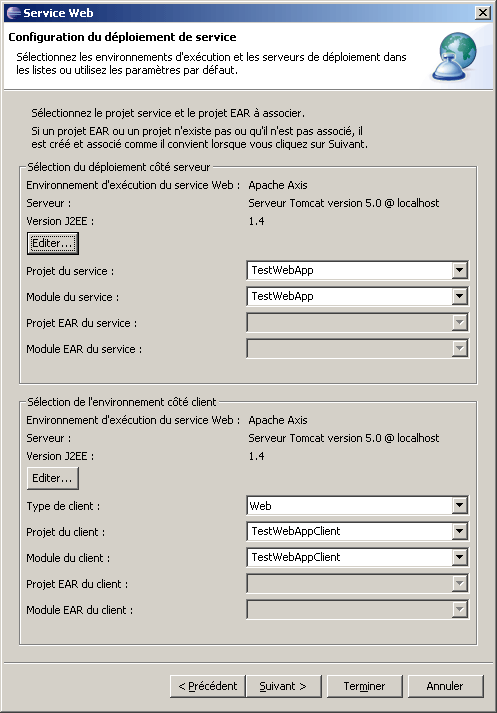 Service Web
Configuration du déploiement de service
Sélectionnez les environnements d'exécution et les serveurs de déploiement dans
les listes ou utilisez les paramètres par défaut.
Sélectionnez le projet service et le projet EAR à associer.
Si un projet EAR ou un projet n'existe pas ou qu'il n'est pas associé, il
est créé et associé comme il convient lorsque vous cliquez sur Suivant.
Sélection du déploiement côté serveur
Environnement d'exécution du service Web : Apache Axis
Serveur : Serveur Tomcat version 5.0 @ localhost
Version J2EE : 1.4
Editer...
Projet du service : TestWebApp
Module du service : TestWebApp
Projet EAR du service :
Module EAR du service :
Sélection de l'environnement côté client
Environnement d'exécution du service Web : Apache Axis
Serveur : Serveur Tomcat version 5.0 @ localhost
Version J2EE : 1.4
Editer...
Type de client : Web
Projet du client : TestWebAppClient
Module du client : TestWebAppClient
Projet EAR du client :
Module EAR du client :
< Précédent Suivant > Terminer Annuler